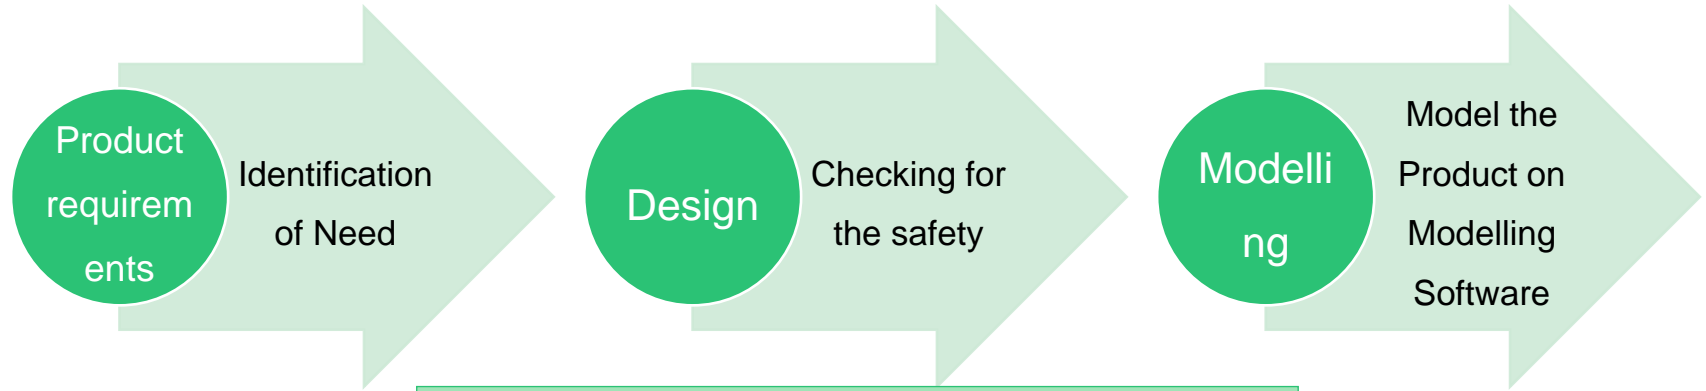 Product
requirem
ents
Identification
of Need
Design
Checking for
the safety
Modelli
ng
Model the
Product on
Modelling
Software